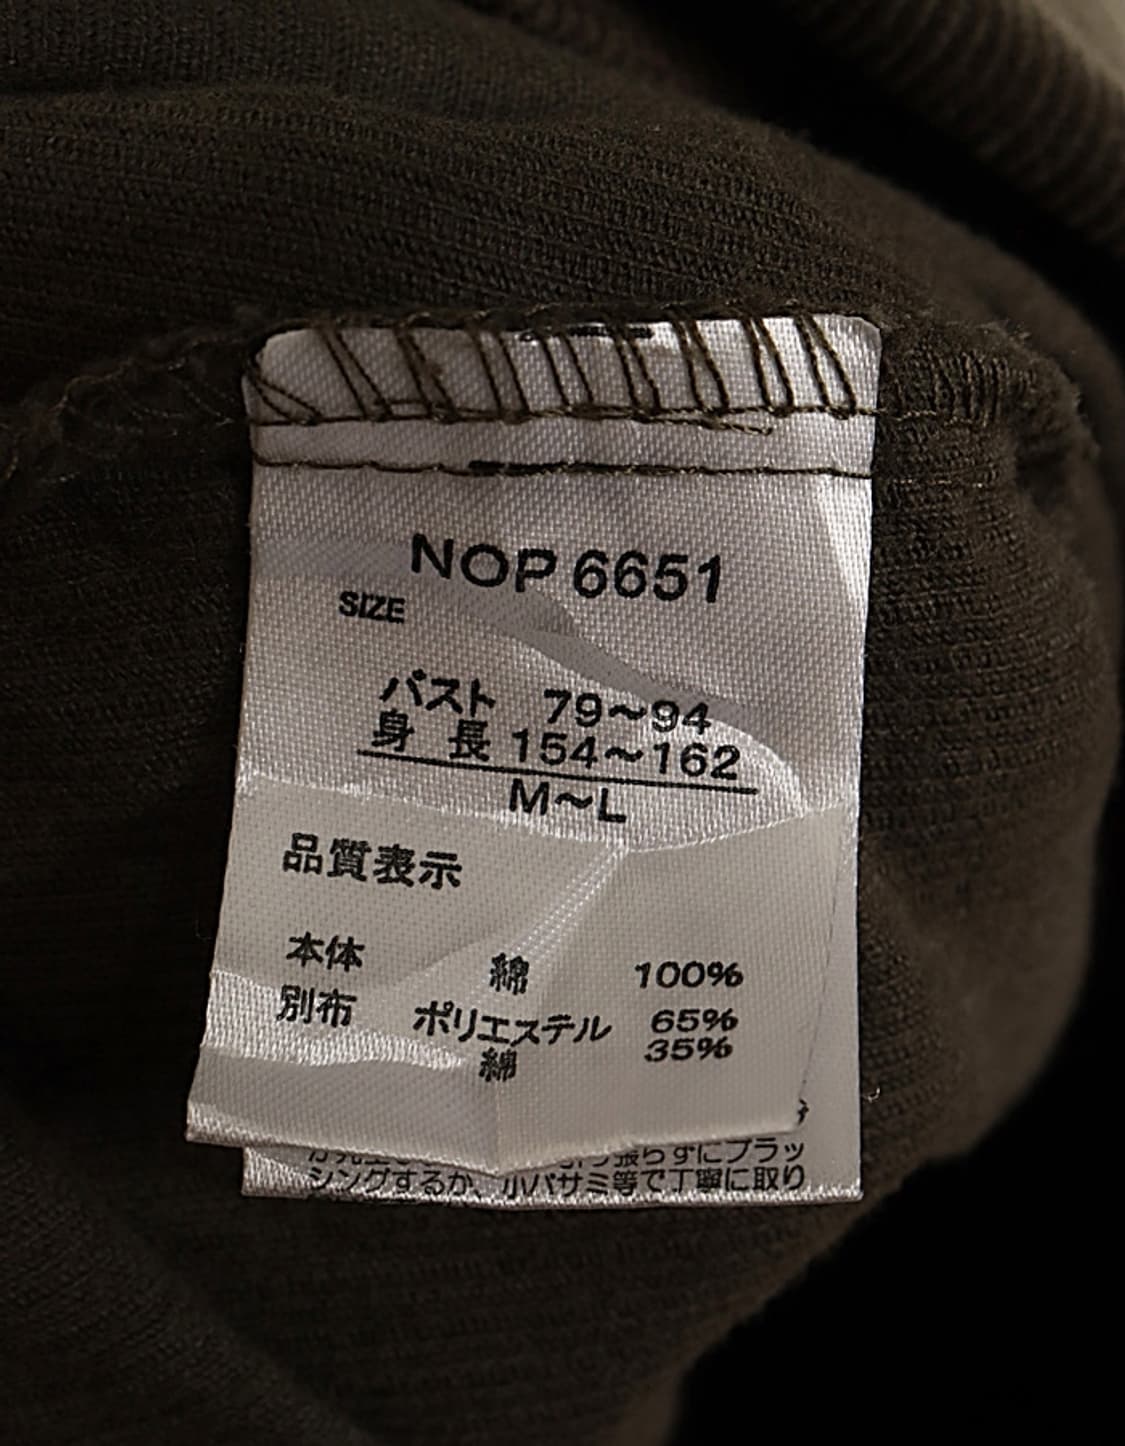 NOP 6651
SIZE
バスト 79～94
身 長 154～162
M～L
品質表示
本体 綿 100%
別布 ポリエステル 65%
綿 35%
張らずにブラッ
シングするか、小バサミ等で丁寧に取り